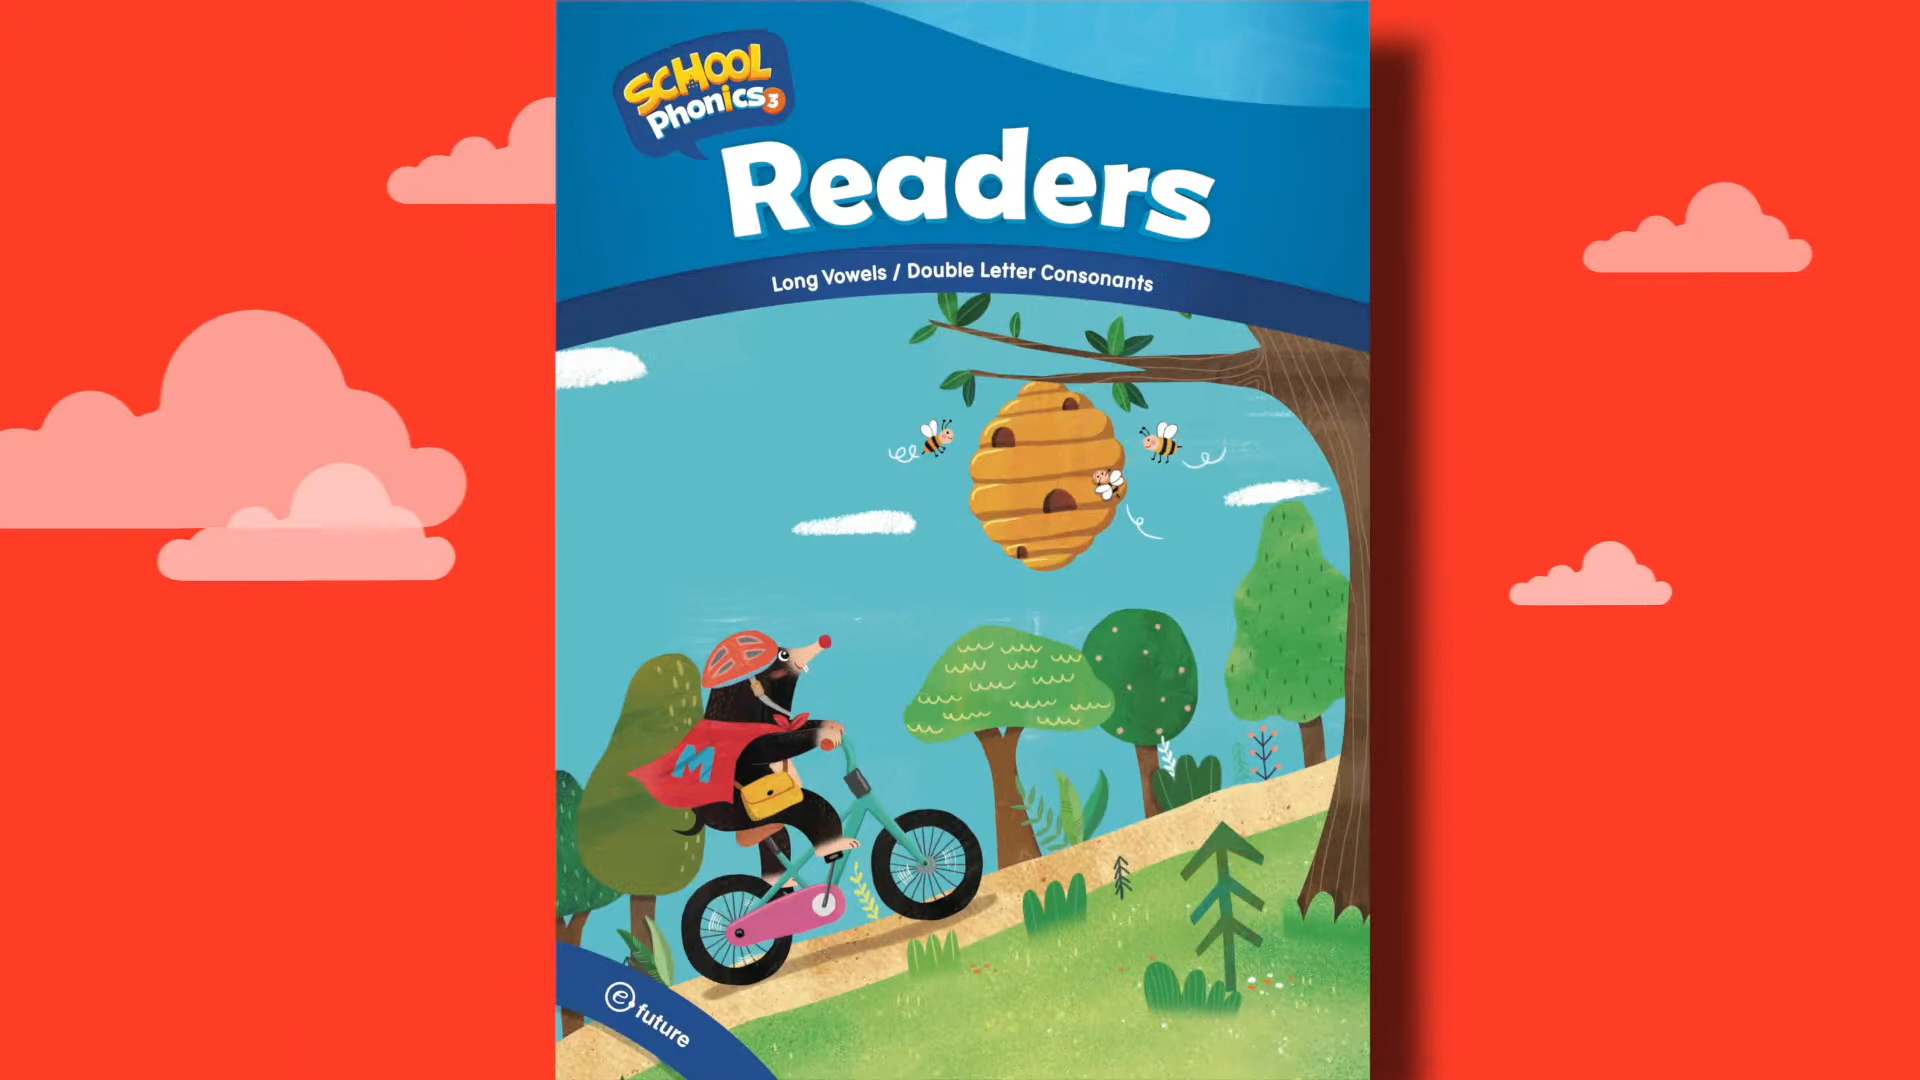 SCHOOL
Phonics 3
Readers
Long Vowels / Double Letter Consonants
M
e future